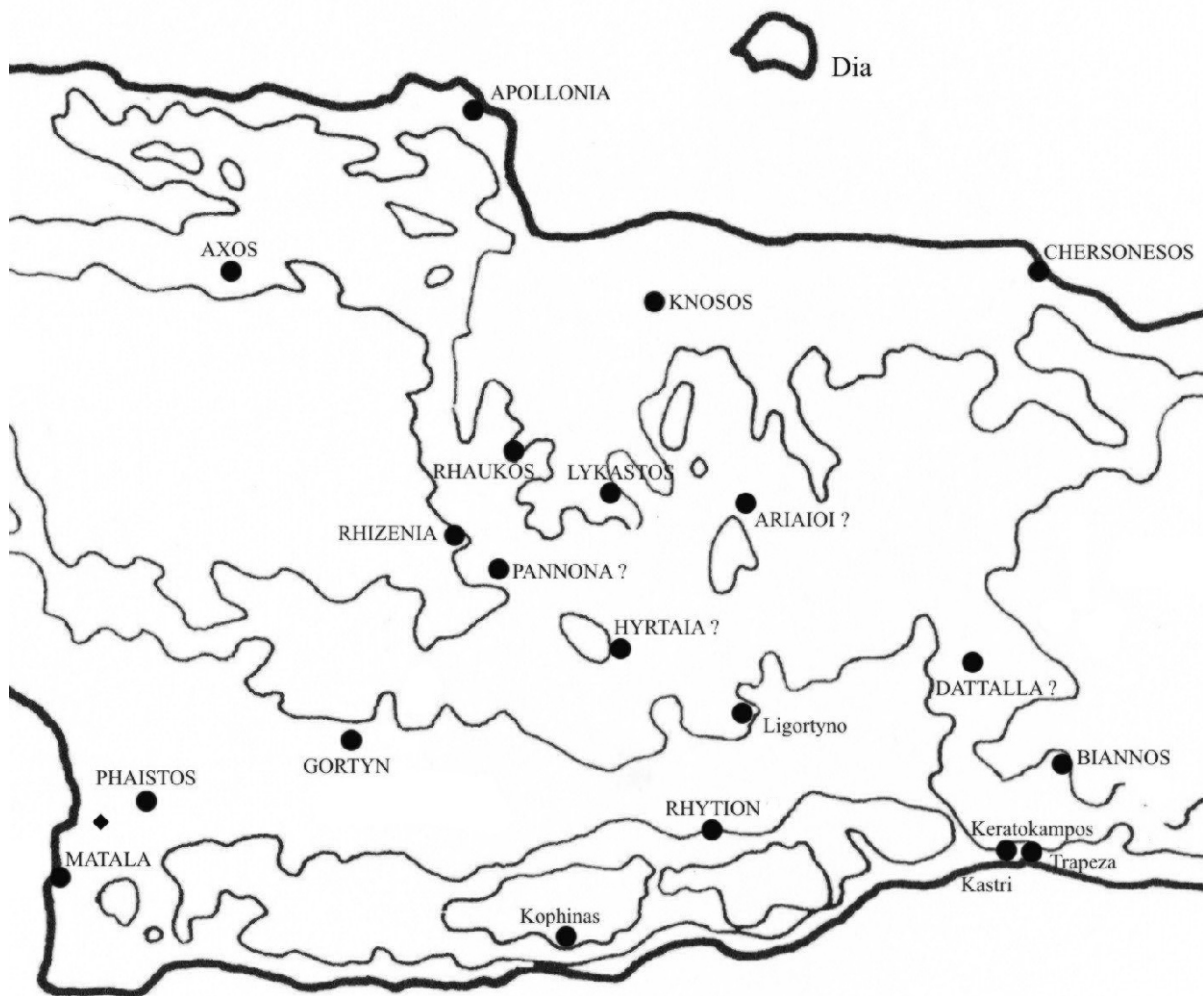 Dia
APOLLONIA
AXOS
CHERSONESOS
KNOSOS
RHAUKOS
LYKASTOS
ARIAIOI ?
RHIZENIA
PANNONA ?
HYRTAIA ?
DATTALLA ?
Ligortyno
GORTYN
BIANNOS
PHAISTOS
RHYTION
Keratokampos
MATALA
Trapeza
Kastri
Kophinas